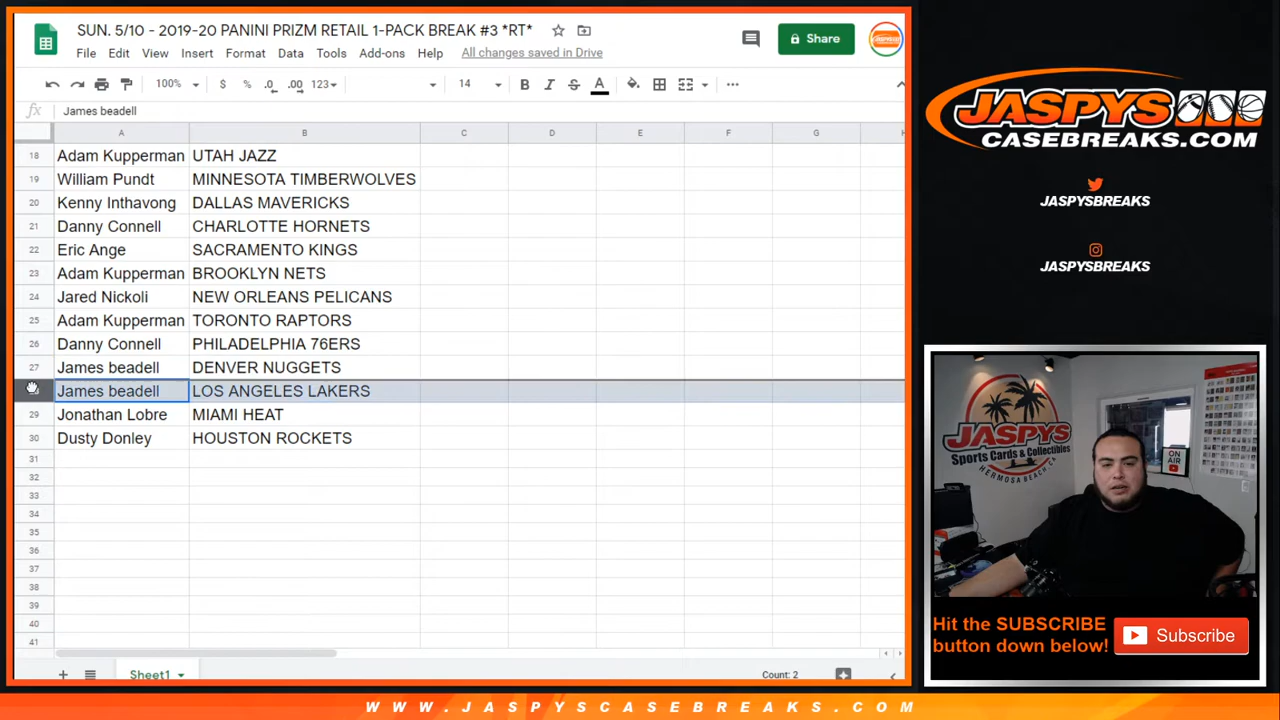 SUN. 5/10 - 2019-20 PANINI PRIZM RETAIL 1-PACK BREAK #3 *RT*
File Edit View Insert Format Data Tools Add-ons Help All changes saved in Drive
Share
100% $ % .0 .00 123 14 B I S A
fx James beadell
A B C D E F G H
18 Adam Kupperman UTAH JAZZ
19 William Pundt MINNESOTA TIMBERWOLVES
20 Kenny Inthavong DALLAS MAVERICKS
21 Danny Connell CHARLOTTE HORNETS
22 Eric Ange SACRAMENTO KINGS
23 Adam Kupperman BROOKLYN NETS
24 Jared Nickoli NEW ORLEANS PELICANS
25 Adam Kupperman TORONTO RAPTORS
26 Danny Connell PHILADELPHIA 76ERS
27 James beadell DENVER NUGGETS
James beadell LOS ANGELES LAKERS
29 Jonathan Lobre MIAMI HEAT
30 Dusty Donley HOUSTON ROCKETS
31
32
33
34
35
36
37
38
39
40
41
Sheet1
Count: 2
JASPYS
CASEBREAKS.COM
JASPYSBREAKS
JASPYSBREAKS
JASPYS
Sports Cards & Collectibles
HERMOSA BEACH, CA
ON
AIR
Hit the SUBSCRIBE
button down below!
Subscribe
WWW.JASPYSCASEBREAKS.COM